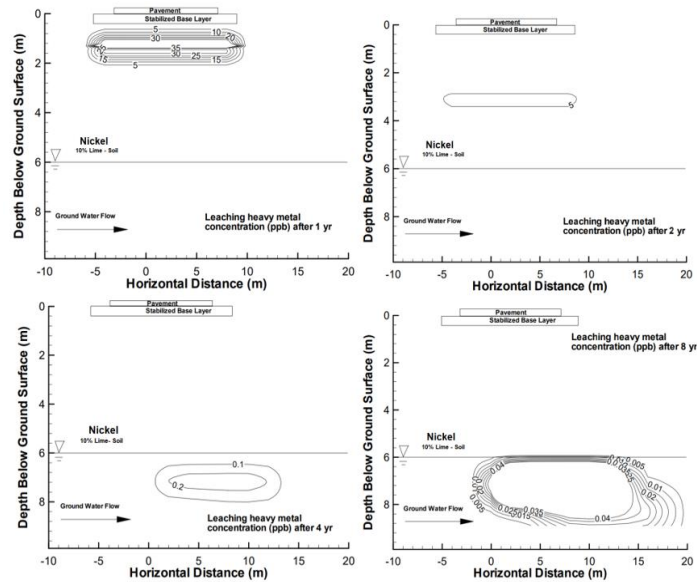 Pavement
Stabilized Base Layer
Depth Below Ground Surface (m)
0
2
4
6
8
5
10
30
20
35
30
25
15
15
5
Nickel
10% Lime - Soil
Ground Water Flow
Leaching heavy metal
concentration (ppb) after 1 yr
-10 -5 0 5 10 15 20
Horizontal Distance (m)
Pavement
Stabilized Base Layer
Depth Below Ground Surface (m)
0
2
4
6
8
5
Nickel
10% Lime - Soil
Ground Water Flow
Leaching heavy metal
concentration (ppb) after 2 yr
-10 -5 0 5 10 15 20
Horizontal Distance (m)
Pavement
Stabilized Base Layer
Depth Below Ground Surface (m)
0
2
4
6
8
Nickel
10% Lime- Soil
0.1
0.2
Ground Water Flow
Leaching heavy metal
concentration (ppb) after 4 yr
-10 -5 0 5 10 15 20
Horizontal Distance (m)
Pavement
Stabilized Base Layer
Leaching heavy metal
concentration (ppb) after 8 yr
Depth Below Ground Surface (m)
0
2
4
6
8
Nickel
10% Lime - Soil
0.04
0.005
0.01
0.02
0.02
0.005
0.035
0.04
Ground Water Flow
-10 -5 0 5 10 15 20
Horizontal Distance (m)